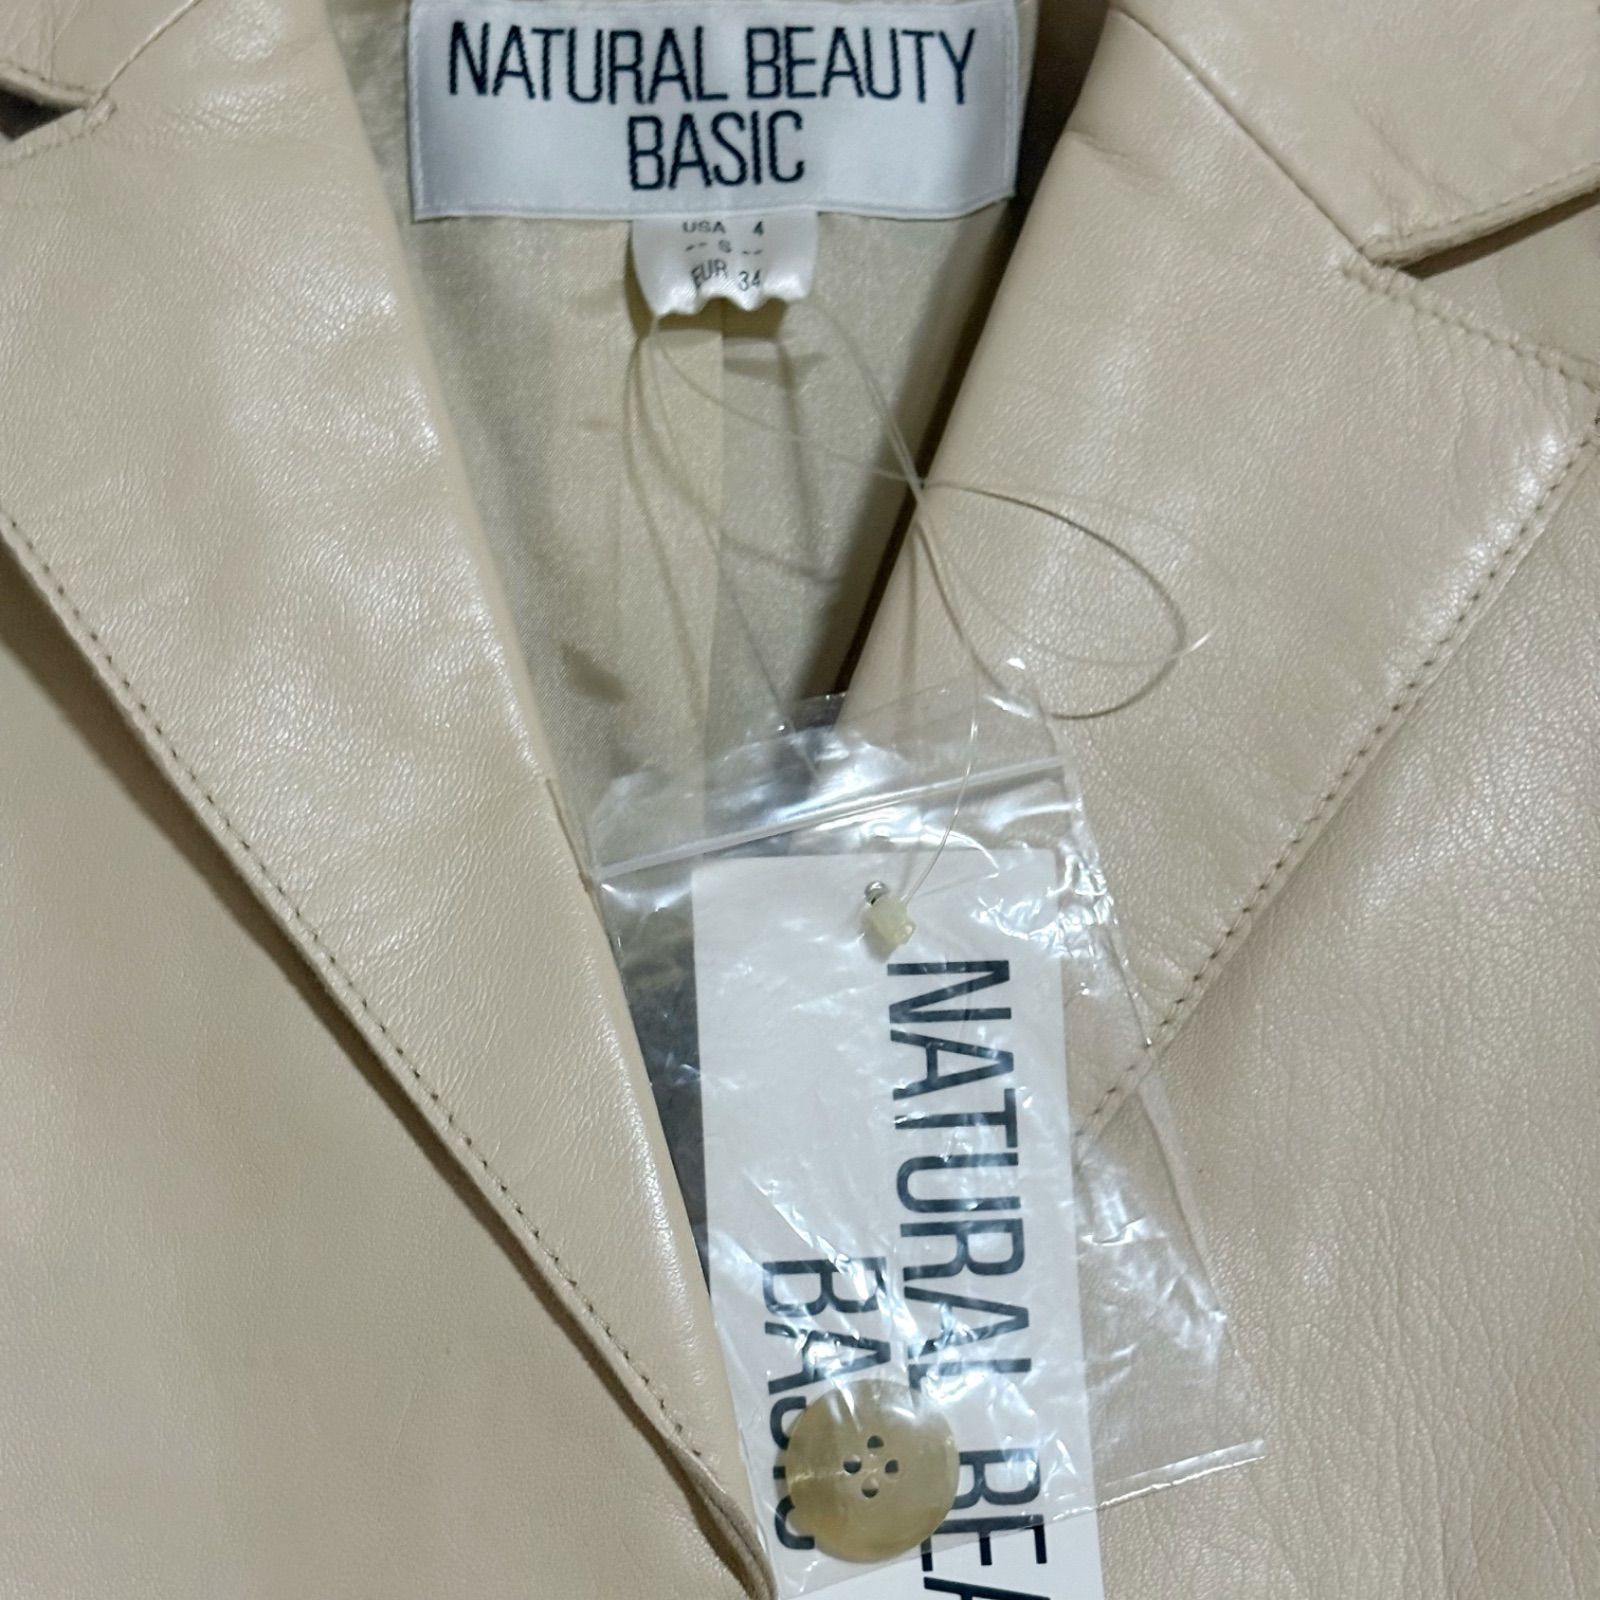 NATURAL BEAUTY
BASIC
USA 4
-- S --
EUR 34
NATURAL BEA
BASIC